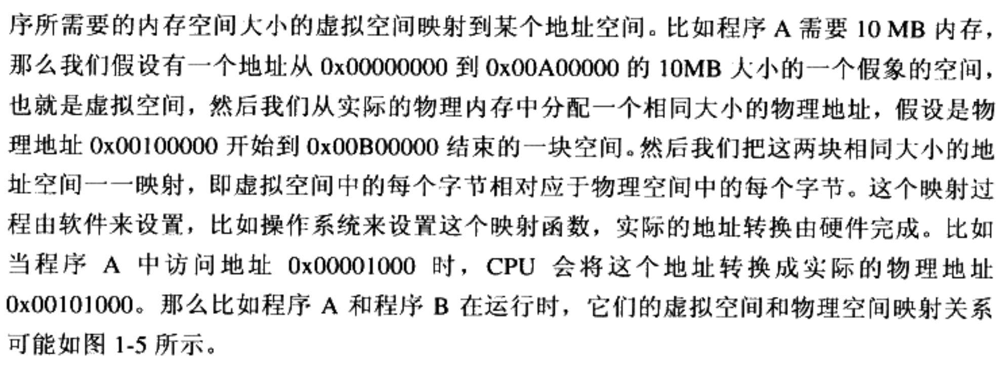 序所需要的内存空间大小的虚拟空间映射到某个地址空间。比如程序 A 需要 10 MB 内存，
那么我们假设有一个地址从 0x00000000 到 0x00A00000 的 10MB 大小的一个假象的空间，
也就是虚拟空间，然后我们从实际的物理内存中分配一个相同大小的物理地址，假设是物
理地址 0x00100000 开始到 0x00B00000 结束的一块空间。然后我们把这两块相同大小的地
址空间一一映射，即虚拟空间中的每个字节相对应于物理空间中的每个字节。这个映射过
程由软件来设置，比如操作系统来设置这个映射函数，实际的地址转换由硬件完成。比如
当程序 A 中访问地址 0x00001000 时，CPU 会将这个地址转换成实际的物理地址
0x00101000。那么比如程序 A 和程序 B 在运行时，它们的虚拟空间和物理空间映射关系
可能如图 1-5 所示。